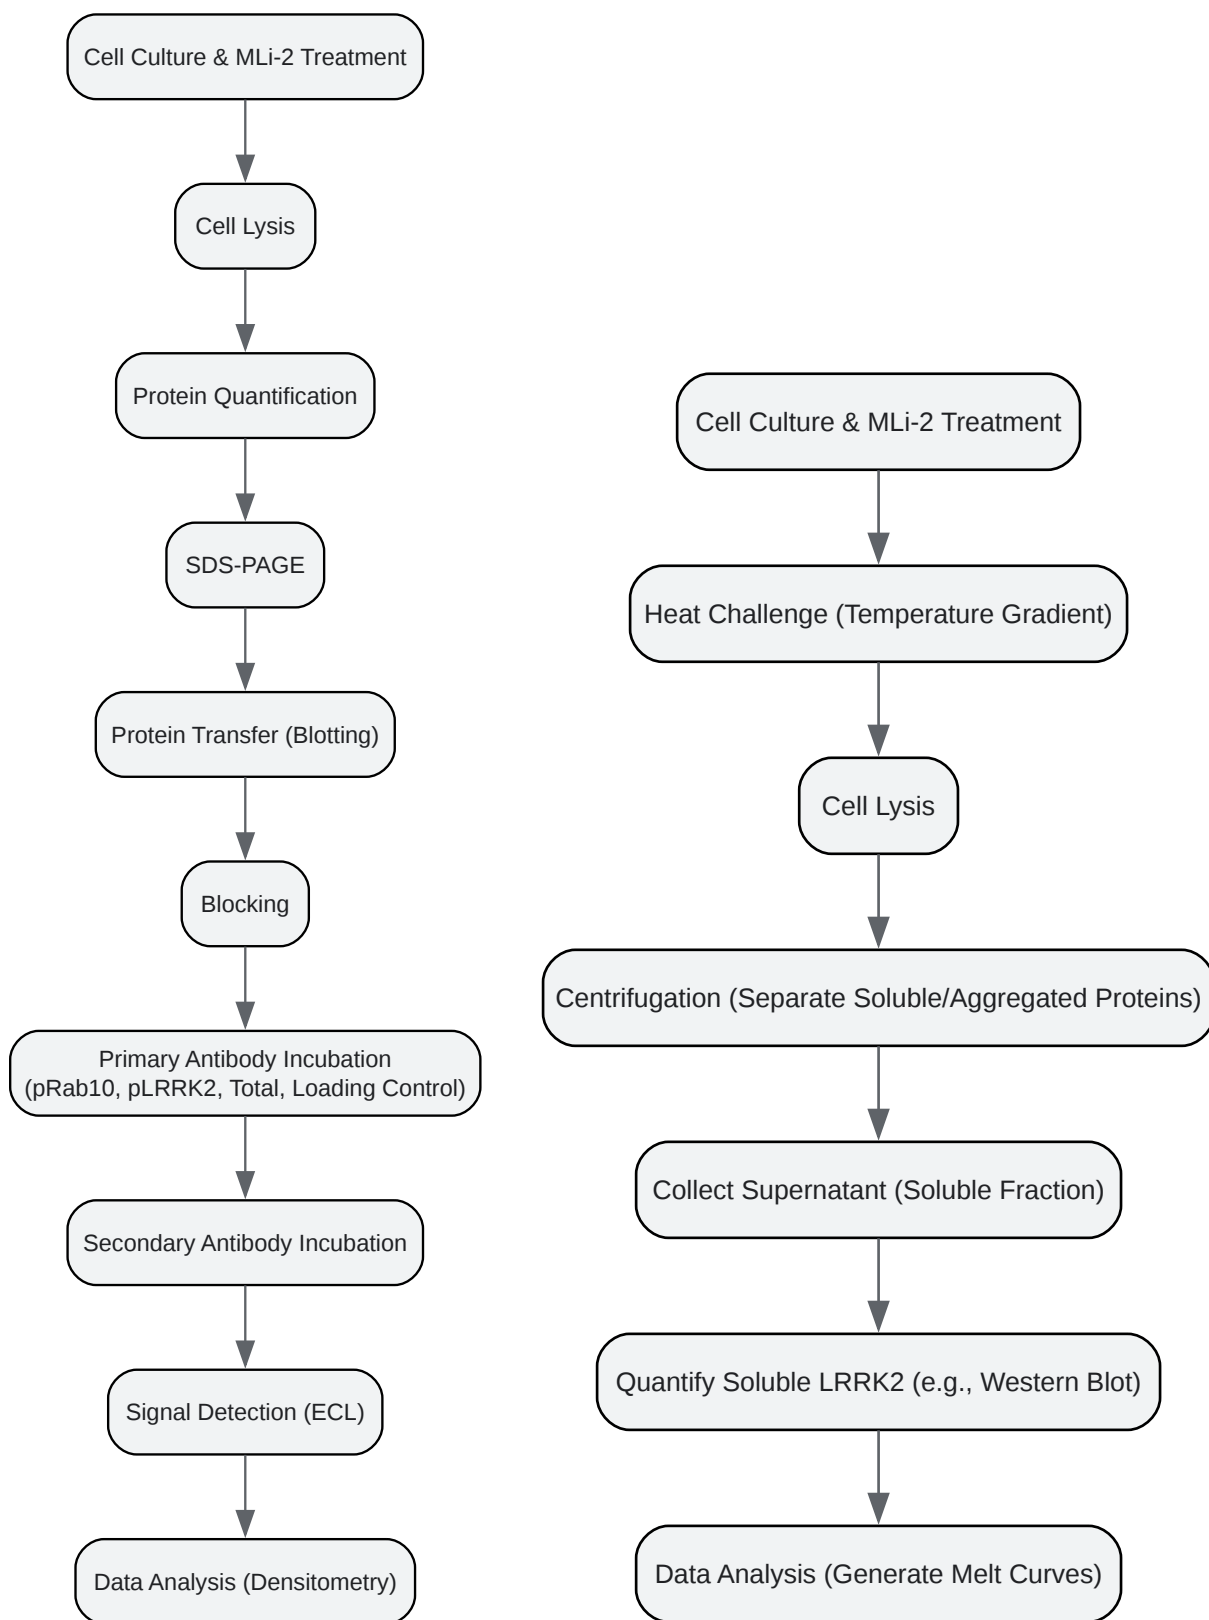 Cell Culture & MLi-2 Treatment
Cell Lysis
Protein Quantification
SDS-PAGE
Protein Transfer (Blotting)
Blocking
Primary Antibody Incubation
(pRab10, pLRRK2, Total, Loading Control)
Secondary Antibody Incubation
Signal Detection (ECL)
Data Analysis (Densitometry)
Cell Culture & MLi-2 Treatment
Heat Challenge (Temperature Gradient)
Cell Lysis
Centrifugation (Separate Soluble/Aggregated Proteins)
Collect Supernatant (Soluble Fraction)
Quantify Soluble LRRK2 (e.g., Western Blot)
Data Analysis (Generate Melt Curves)